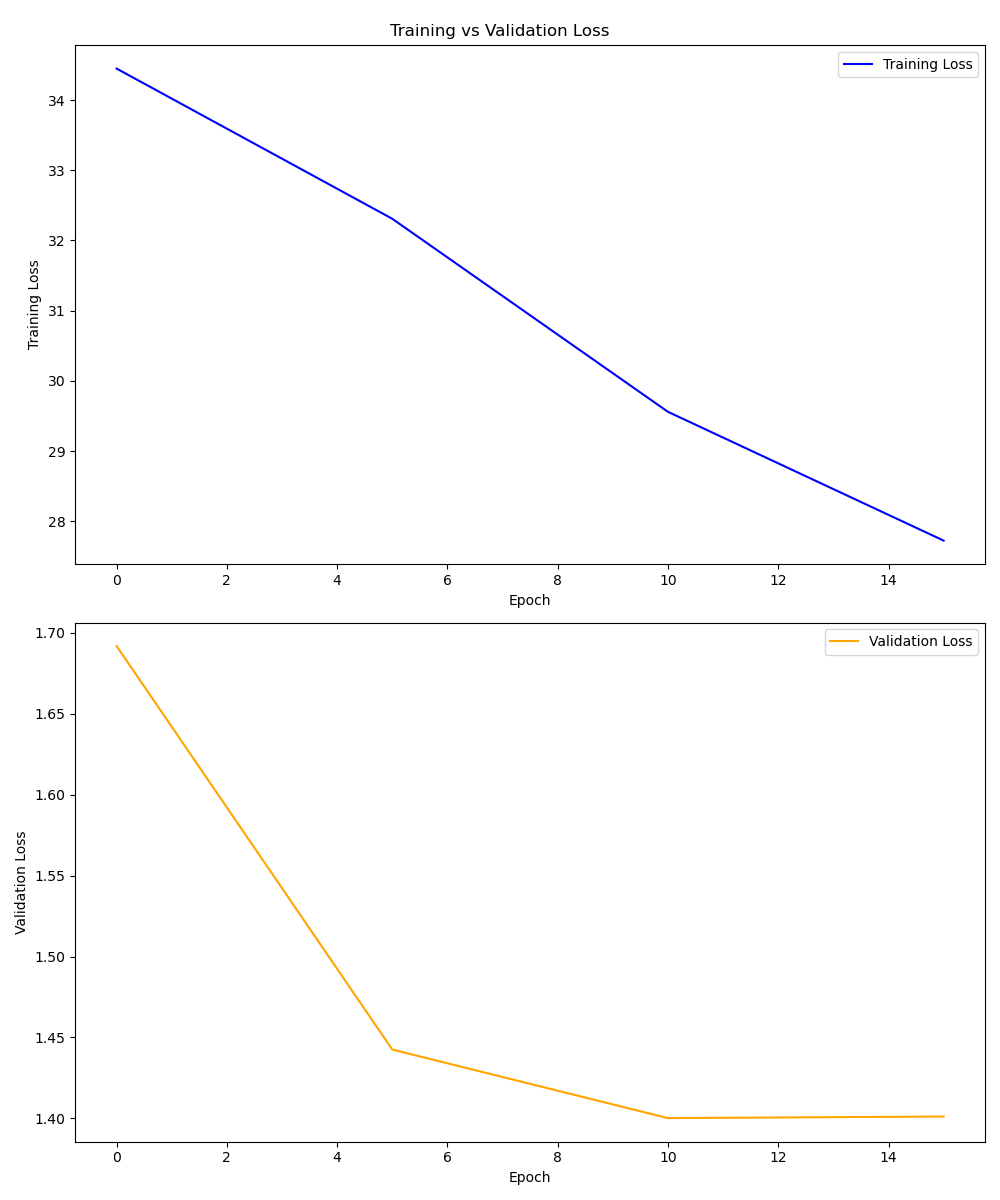 Training vs Validation Loss
Training Loss
34
33
32
31
30
29
28
Training Loss
0 2 4 6 8 10 12 14
Epoch
Validation Loss
1.70
1.65
1.60
1.55
1.50
1.45
1.40
Validation Loss
0 2 4 6 8 10 12 14
Epoch